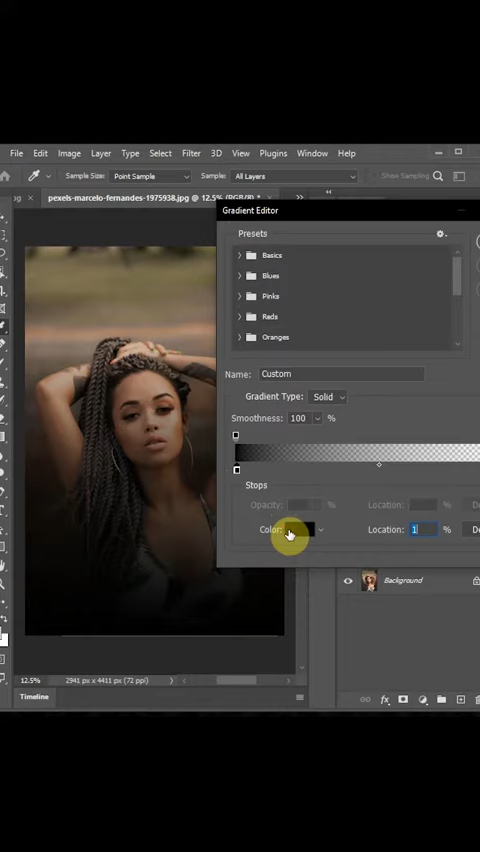 File Edit Image Layer Type Select Filter 3D View Plugins Window Help
Sample Size: Point Sample Sample: All Layers Show Sampling
pexels-marcelo-fernandes-1975938.jpg @ 12.5% (RGB/8) *
Gradient Editor
Presets
Basics
Blues
Pinks
Reds
Oranges
Name: Custom
Gradient Type: Solid
Smoothness: 100 %
Stops
Opacity: Location: %
Color: Location: 1 %
Background
12.5% 2941 px x 4411 px (72 ppi)
Timeline
fx